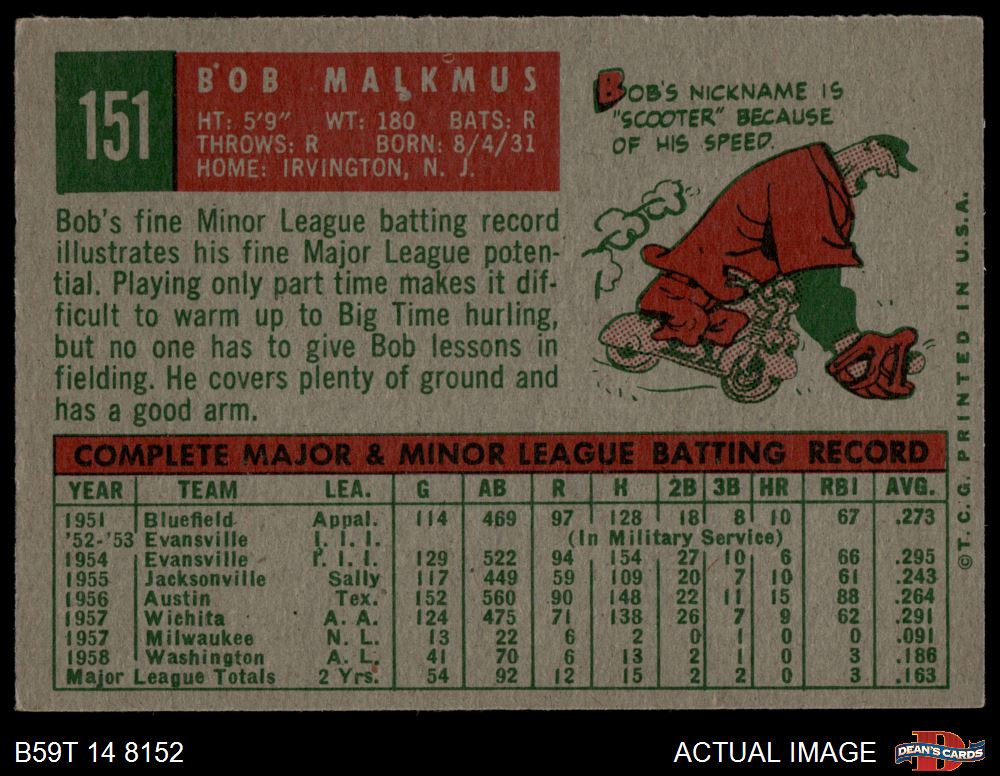 151
BOB MALKMUS
HT: 5'9" WT: 180 BATS: R
THROWS: R BORN: 8/4/31
HOME: IRVINGTON, N. J.
BOB'S NICKNAME IS
"SCOOTER" BECAUSE
OF HIS SPEED.
Bob's fine Minor League batting record
illustrates his fine Major League poten-
tial. Playing only part time makes it dif-
ficult to warm up to Big Time hurling,
but no one has to give Bob lessons in
fielding. He covers plenty of ground and
has a good arm.
©T. C. G. PRINTED IN U.S.A.
COMPLETE MAJOR & MINOR LEAGUE BATTING RECORD
YEAR TEAM LEA. G AB R H 2B 3B HR RBI AVG.
1951 Bluefield Appal. 114 469 97 128 18 8 10 67 .273
'52-'53 Evansville I. I. I. (In Military Service)
1954 Evansville I. I. I. 129 522 94 154 27 10 6 66 .295
1955 Jacksonville Sally 117 449 59 109 20 7 10 61 .243
1956 Austin Tex. 152 560 90 148 22 11 15 88 .264
1957 Wichita A. A. 124 475 71 138 26 7 9 62 .291
1957 Milwaukee N. L. 13 22 6 2 0 1 0 0 .091
1958 Washington A. L. 41 70 6 13 2 1 0 3 .186
Major League Totals 2 Yrs. 54 92 12 15 2 2 0 3 .163
B59T 14 8152
ACTUAL IMAGE
DEAN'S CARDS